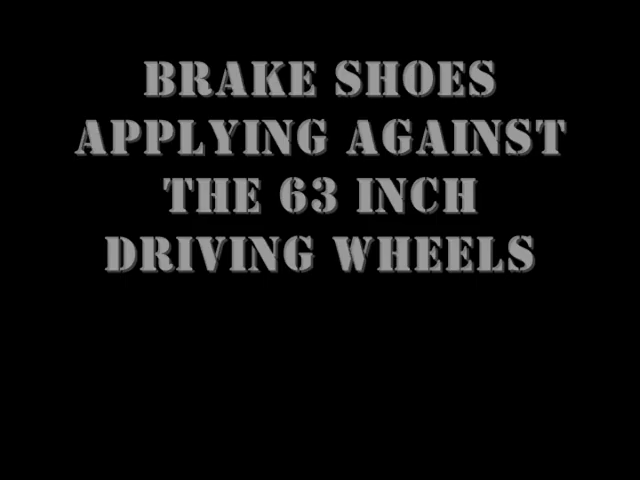 BRAKE SHOES
APPLYING AGAINST
THE 63 INCH
DRIVING WHEELS